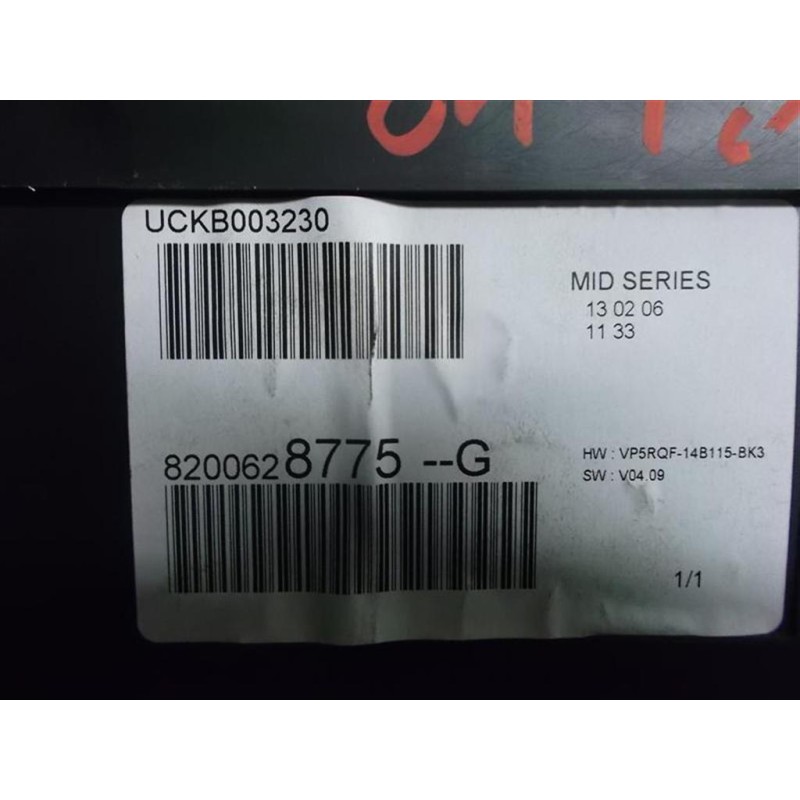 UCKB003230
MID SERIES
13 02 06
11 33
8200628775 --G
HW : VP5RQF-14B115-BK3
SW : V04.09
1/1